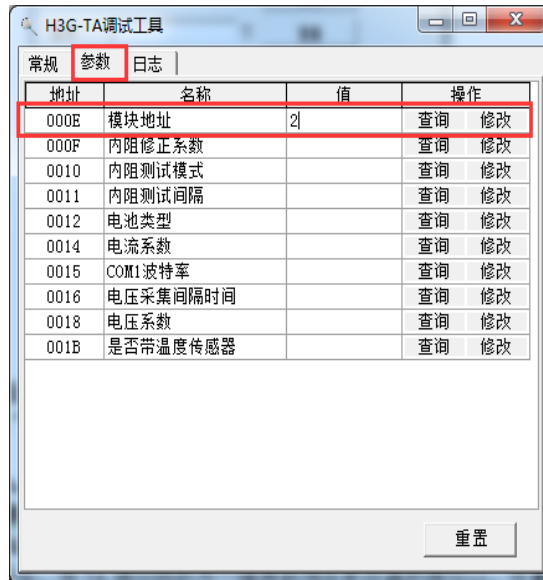 H3G-TA调试工具
常规 参数 日志
地址 名称 值 操作
000E 模块地址 2 查询 修改
000F 内阻修正系数 查询 修改
0010 内阻测试模式 查询 修改
0011 内阻测试间隔 查询 修改
0012 电池类型 查询 修改
0014 电流系数 查询 修改
0015 COM1波特率 查询 修改
0016 电压采集间隔时间 查询 修改
0018 电压系数 查询 修改
001B 是否带温度传感器 查询 修改
重置